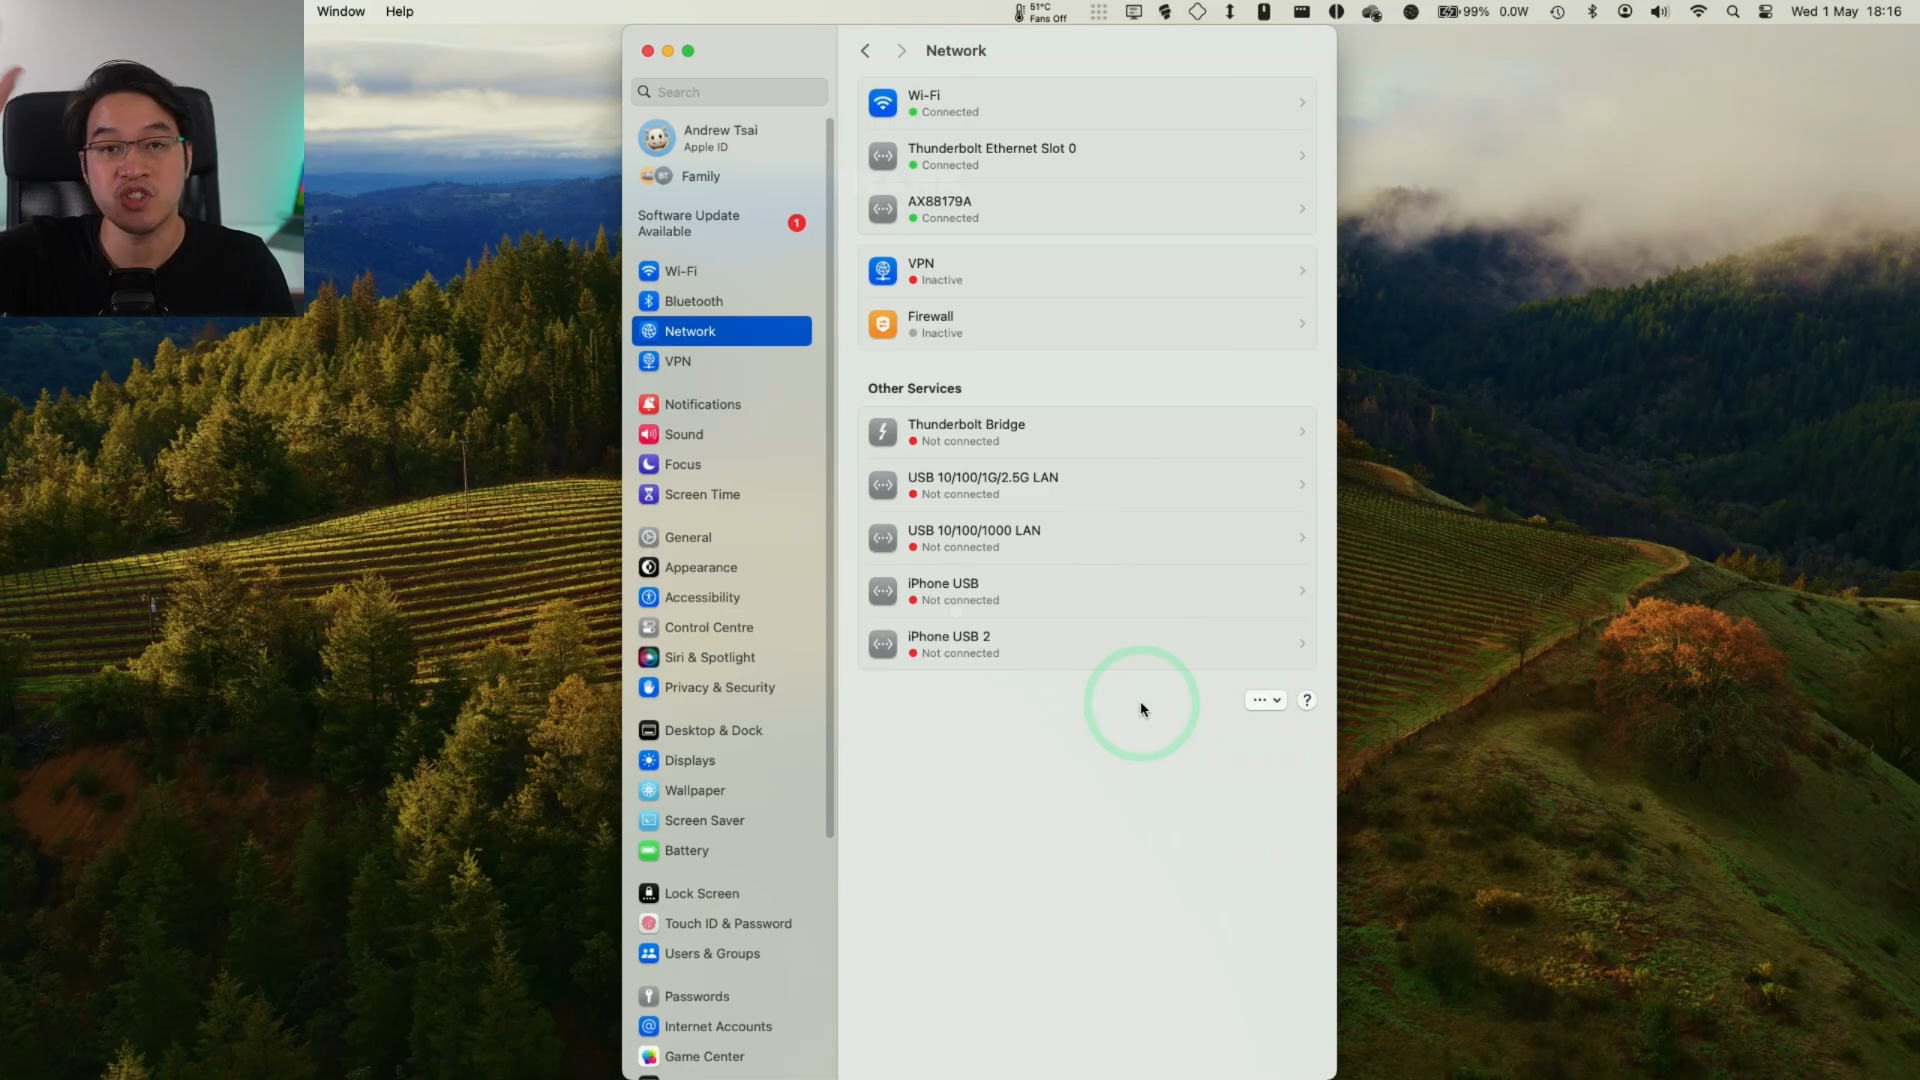 Window Help
51°C
Fans Off
99% 0.0W
Wed 1 May 18:16
Search
Andrew Tsai
Apple ID
BT
Family
Software Update
Available
1
Wi-Fi
Bluetooth
Network
VPN
Notifications
Sound
Focus
Screen Time
General
Appearance
Accessibility
Control Centre
Siri & Spotlight
Privacy & Security
Desktop & Dock
Displays
Wallpaper
Screen Saver
Battery
Lock Screen
Touch ID & Password
Users & Groups
Passwords
Internet Accounts
Game Center
Network
Wi-Fi
Connected
Thunderbolt Ethernet Slot 0
Connected
AX88179A
Connected
VPN
Inactive
Firewall
Inactive
Other Services
Thunderbolt Bridge
Not connected
USB 10/100/1G/2.5G LAN
Not connected
USB 10/100/1000 LAN
Not connected
iPhone USB
Not connected
iPhone USB 2
Not connected
?